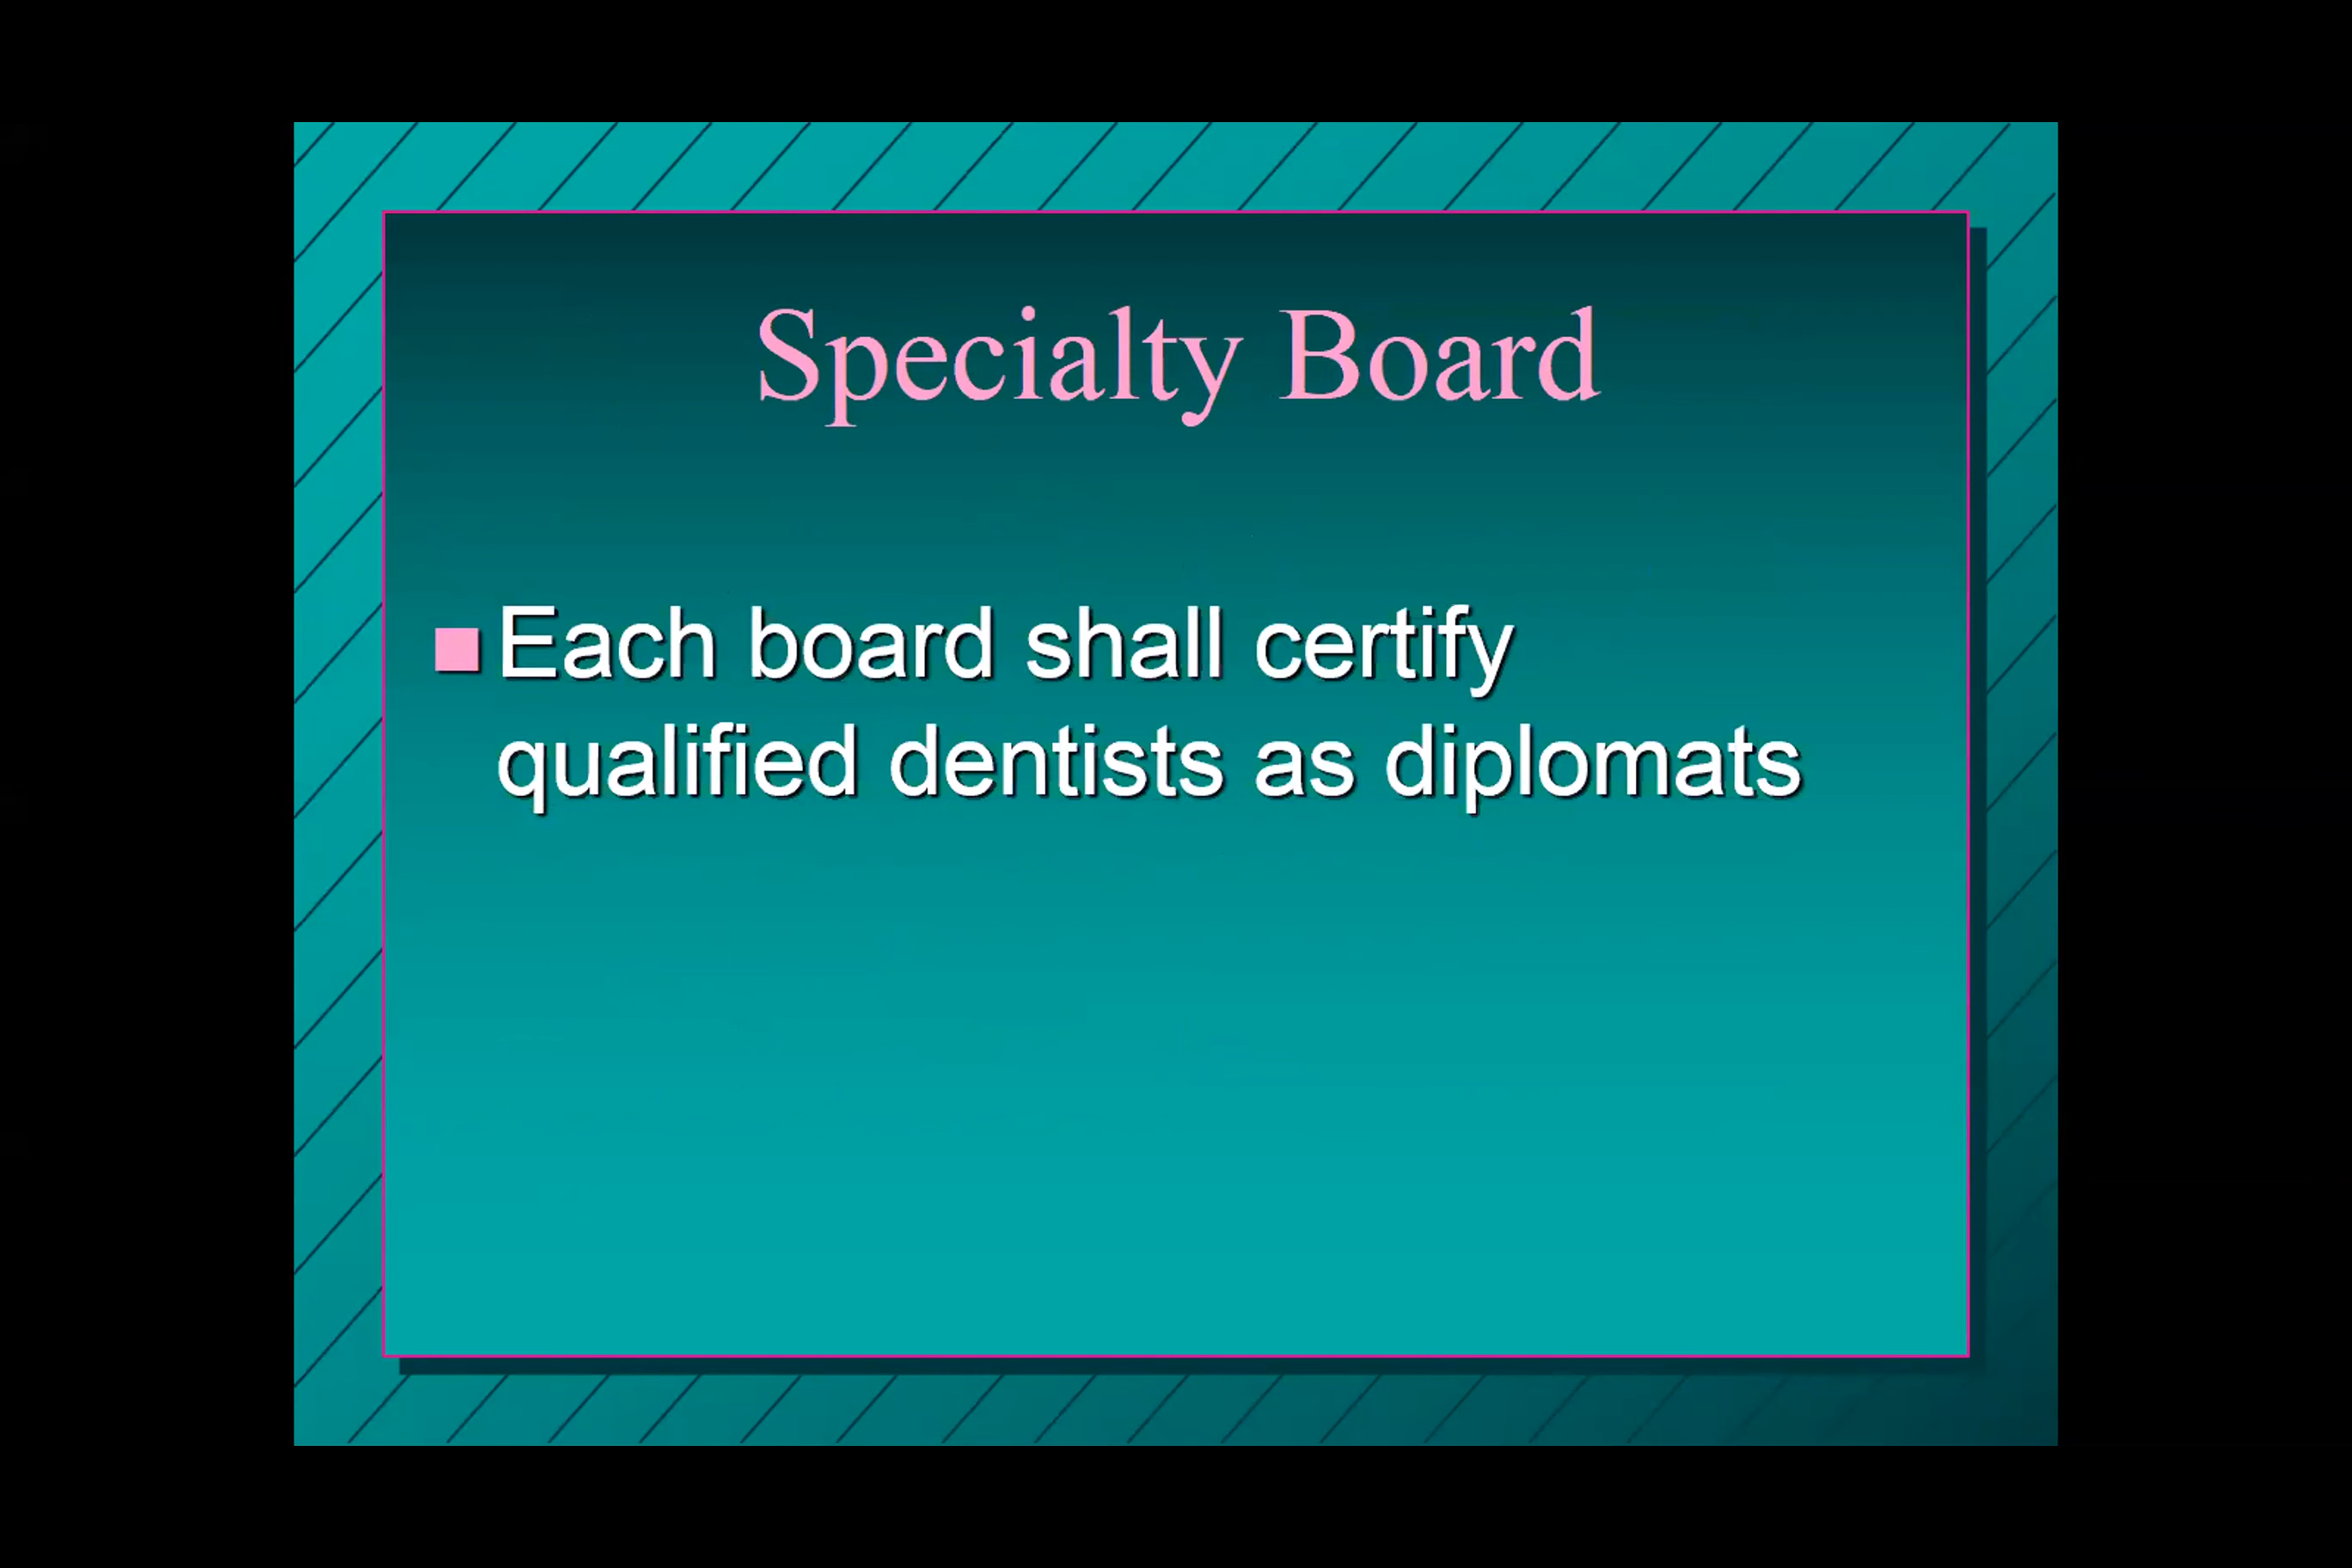 Specialty Board
Each board shall certify
qualified dentists as diplomats